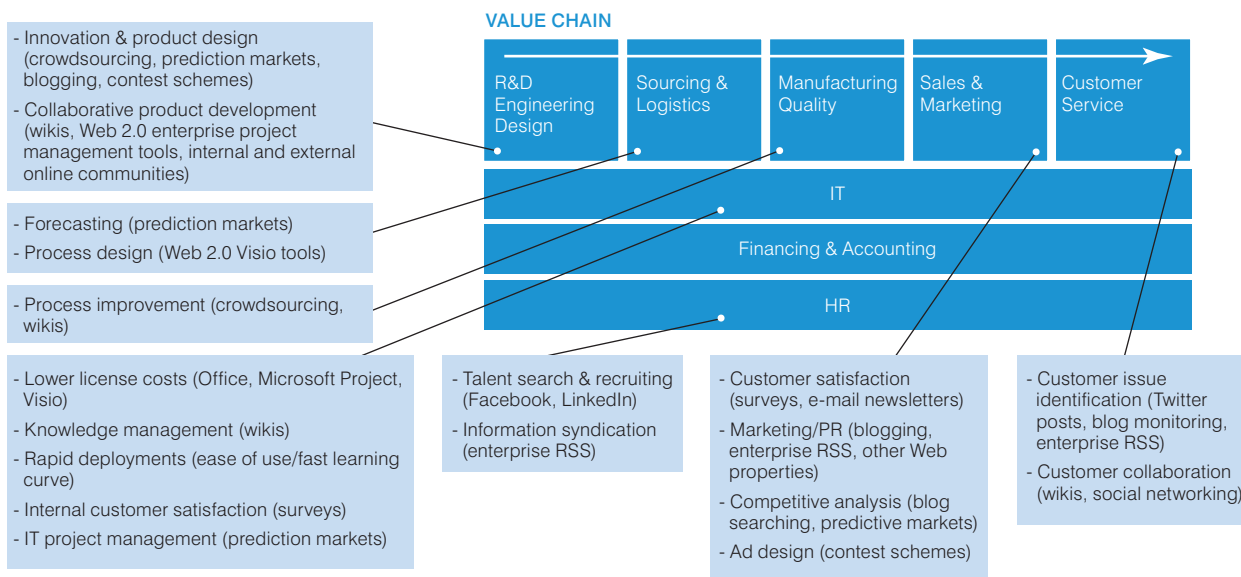 VALUE CHAIN
- Innovation & product design
(crowdsourcing, prediction markets,
blogging, contest schemes)
- Collaborative product development
(wikis, Web 2.0 enterprise project
management tools, internal and external
online communities)
R&D
Engineering
Design
Sourcing &
Logistics
Manufacturing
Quality
Sales &
Marketing
Customer
Service
- Forecasting (prediction markets)
- Process design (Web 2.0 Visio tools)
- Process improvement (crowdsourcing,
wikis)
IT
Financing & Accounting
HR
- Lower license costs (Office, Microsoft Project,
Visio)
- Knowledge management (wikis)
- Rapid deployments (ease of use/fast learning
curve)
- Internal customer satisfaction (surveys)
- IT project management (prediction markets)
- Talent search & recruiting
(Facebook, LinkedIn)
- Information syndication
(enterprise RSS)
- Customer satisfaction
(surveys, e-mail newsletters)
- Marketing/PR (blogging,
enterprise RSS, other Web
properties)
- Competitive analysis (blog
searching, predictive markets)
- Ad design (contest schemes)
- Customer issue
identification (Twitter
posts, blog monitoring,
enterprise RSS)
- Customer collaboration
(wikis, social networking)